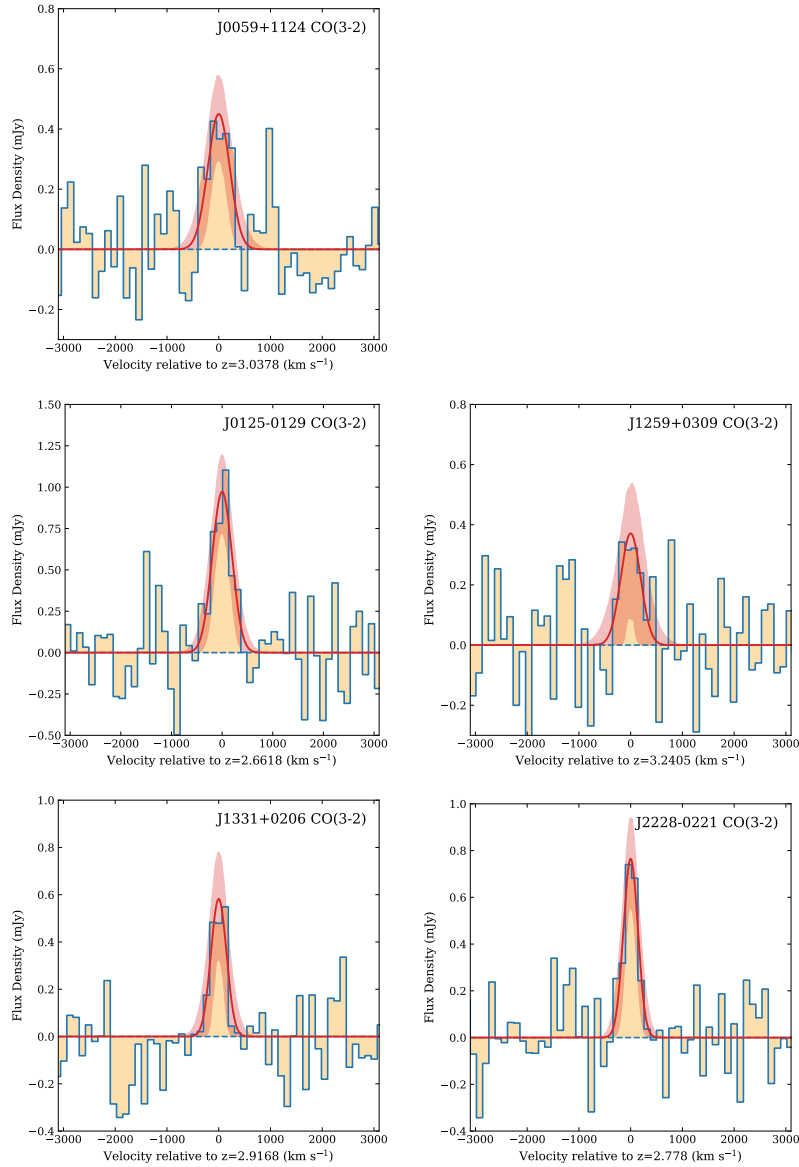 J0059+1124 CO(3-2)
Flux Density (mJy)
0.8
0.6
0.4
0.2
0.0
−0.2
−3000 −2000 −1000 0 1000 2000 3000
Velocity relative to z=3.0378 (km s⁻¹)
J0125-0129 CO(3-2)
Flux Density (mJy)
1.50
1.25
1.00
0.75
0.50
0.25
0.00
−0.25
−0.50
−3000 −2000 −1000 0 1000 2000 3000
Velocity relative to z=2.6618 (km s⁻¹)
J1259+0309 CO(3-2)
Flux Density (mJy)
0.8
0.6
0.4
0.2
0.0
−0.2
−3000 −2000 −1000 0 1000 2000 3000
Velocity relative to z=3.2405 (km s⁻¹)
J1331+0206 CO(3-2)
Flux Density (mJy)
1.0
0.8
0.6
0.4
0.2
0.0
−0.2
−0.4
−3000 −2000 −1000 0 1000 2000 3000
Velocity relative to z=2.9168 (km s⁻¹)
J2228-0221 CO(3-2)
Flux Density (mJy)
1.0
0.8
0.6
0.4
0.2
0.0
−0.2
−0.4
−3000 −2000 −1000 0 1000 2000 3000
Velocity relative to z=2.778 (km s⁻¹)